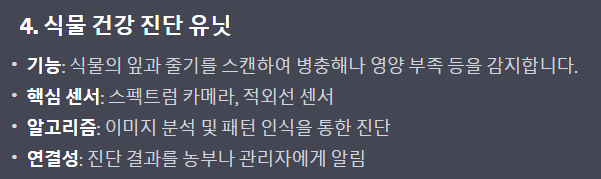 4. 식물 건강 진단 유닛
• 기능: 식물의 잎과 줄기를 스캔하여 병충해나 영양 부족 등을 감지합니다.
• 핵심 센서: 스펙트럼 카메라, 적외선 센서
• 알고리즘: 이미지 분석 및 패턴 인식을 통한 진단
• 연결성: 진단 결과를 농부나 관리자에게 알림